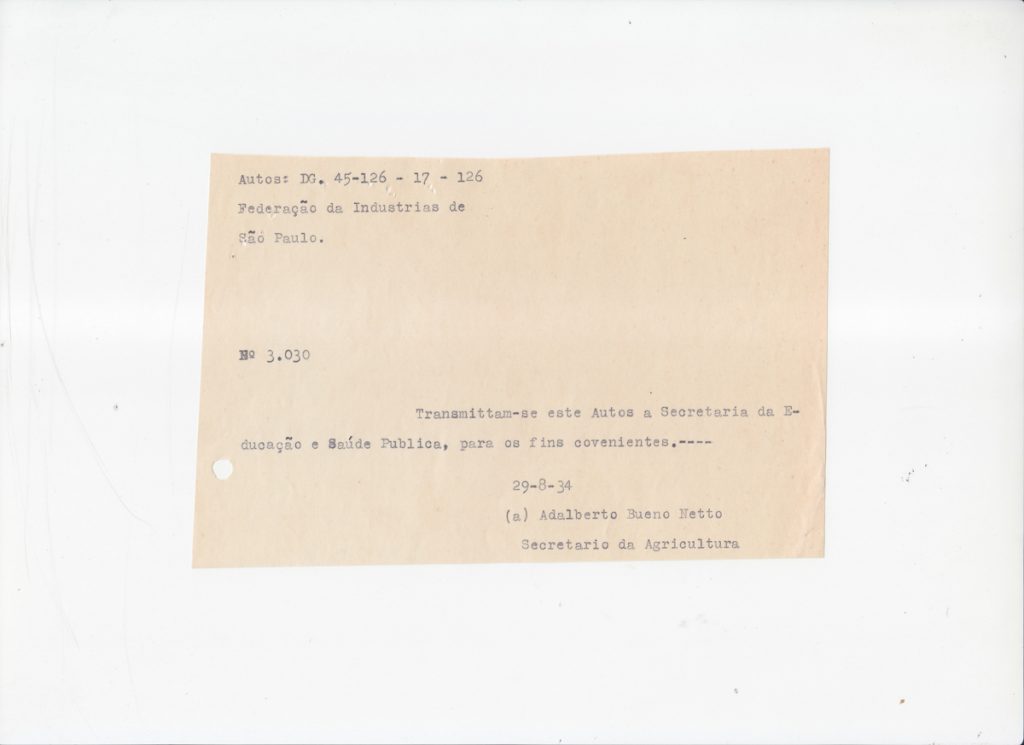 Autos: DG. 45-126 - 17 - 126
Federação da Industrias de
São Paulo.
Nº 3.030
Transmittam-se este Autos a Secretaria da E-
ducação e Saúde Publica, para os fins covenientes.----
29-8-34
(a) Adalberto Bueno Netto
Secretario da Agricultura